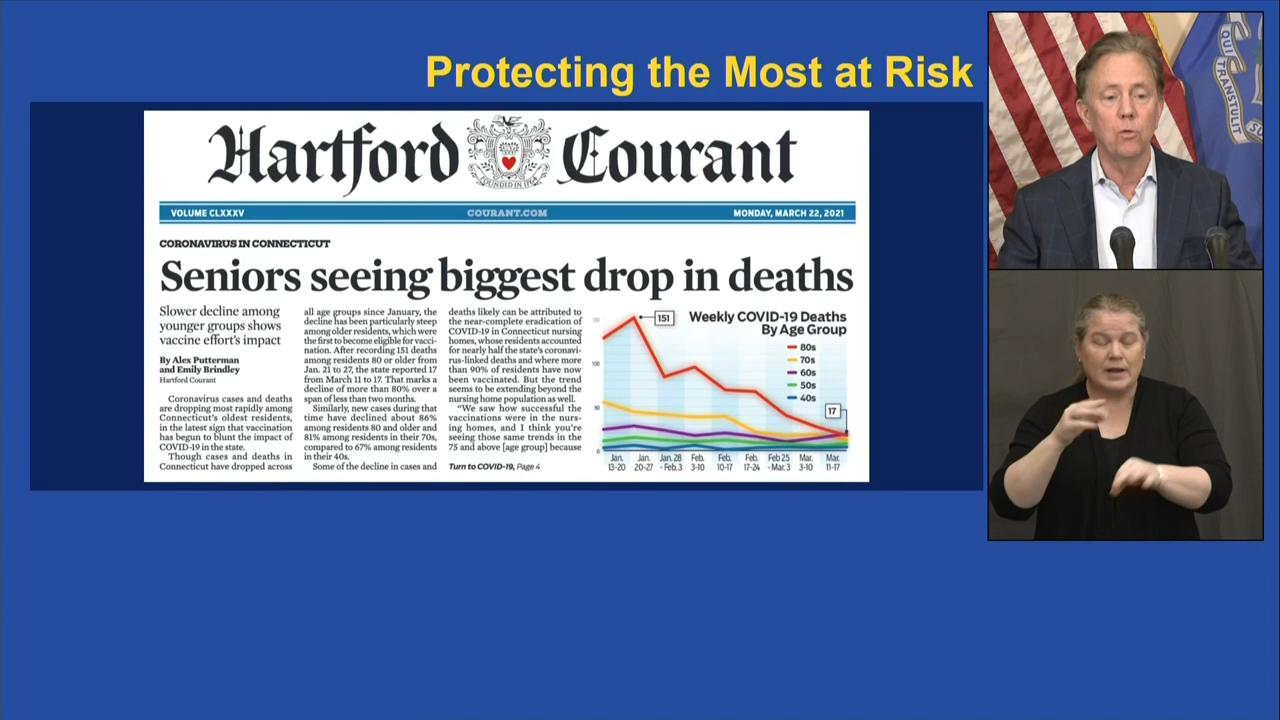 Protecting the Most at Risk
Hartford Courant
FOUNDED IN 1764
VOLUME CLXXXV COURANT.COM MONDAY, MARCH 22, 2021
CORONAVIRUS IN CONNECTICUT
Seniors seeing biggest drop in deaths
Slower decline among
younger groups shows
vaccine effort's impact
By Alex Putterman
and Emily Brindley
Hartford Courant
Coronavirus cases and deaths
are dropping most rapidly among
Connecticut's oldest residents,
in the latest sign that vaccination
has begun to blunt the impact of
COVID-19 in the state.
Though cases and deaths in
Connecticut have dropped across
all age groups since January, the
decline has been particularly steep
among older residents, which were
the first to become eligible for vacci-
nation. After recording 151 deaths
among residents 80 or older from
Jan. 21 to 27, the state reported 17
from March 11 to 17. That marks a
decline of more than 80% over a
span of less than two months.
Similarly, new cases during that
time have declined about 86%
among residents 80 and older and
81% among residents in their 70s,
compared to 67% among residents
in their 40s.
Some of the decline in cases and
deaths likely can be attributed to
the near-complete eradication of
COVID-19 in Connecticut nursing
homes, whose residents accounted
for nearly half the state's coronavi-
rus-linked deaths and where more
than 90% of residents have now
been vaccinated. But the trend
seems to be extending beyond the
nursing home population as well.
"We saw how successful the
vaccinations were in the nurs-
ing homes, and I think you're
seeing those same trends in the
75 and above [age group] because
Turn to COVID-19, Page 4
Weekly COVID-19 Deaths
By Age Group
80s
70s
60s
50s
40s
151
17
150
100
50
0
Jan. 13-20
Jan. 20-27
Jan. 28 - Feb.3
Feb. 3-10
Feb. 10-17
Feb. 17-24
Feb 25 - Mar. 3
Mar. 3-10
Mar. 11-17
QUI
TRANSTULIT